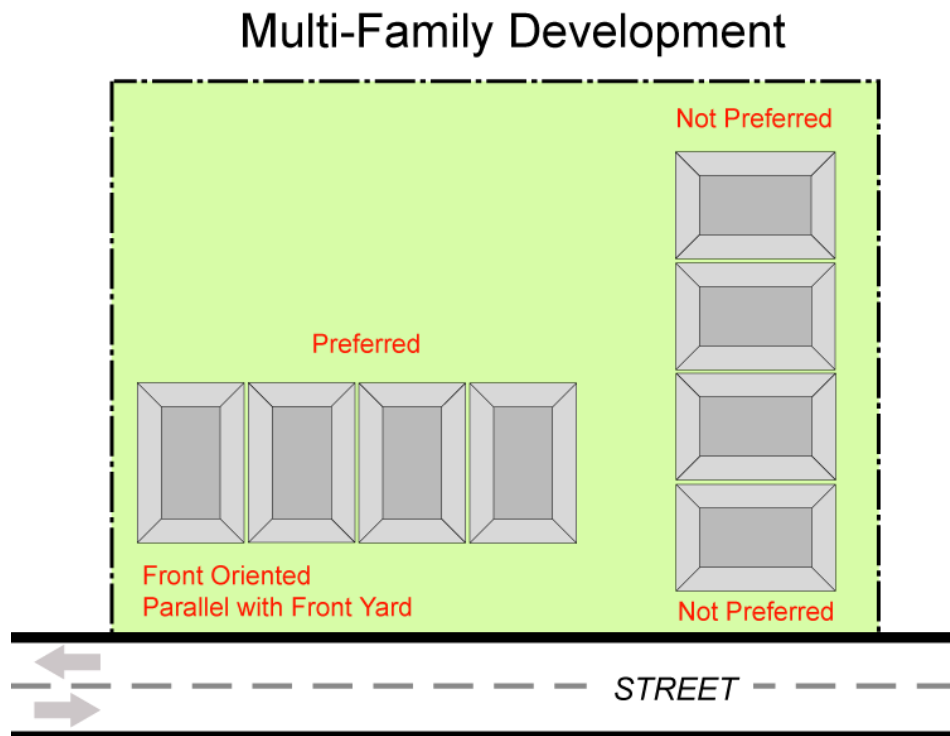 Multi-Family Development
Not Preferred
Preferred
Front Oriented
Parallel with Front Yard
Not Preferred
STREET